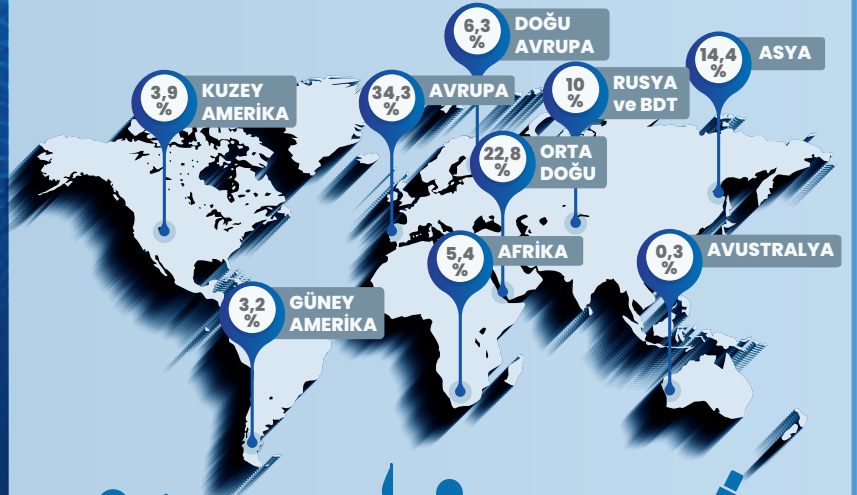 6,3
%
DOĞU
AVRUPA
14,4
%
ASYA
3,9
%
KUZEY
AMERİKA
34,3
%
AVRUPA
10
%
RUSYA
ve BDT
22,8
%
ORTA
DOĞU
5,4
%
AFRİKA
0,3
%
AVUSTRALYA
3,2
%
GÜNEY
AMERİKA